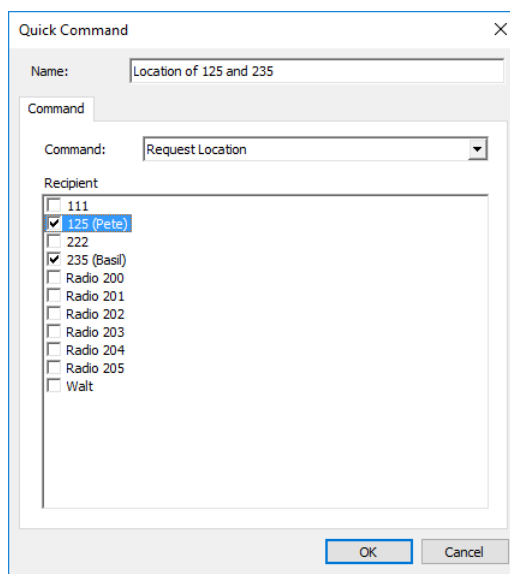 Quick Command
Name: Location of 125 and 235
Command
Command: Request Location
Recipient
111
125 (Pete)
222
235 (Basil)
Radio 200
Radio 201
Radio 202
Radio 203
Radio 204
Radio 205
Walt
OK Cancel